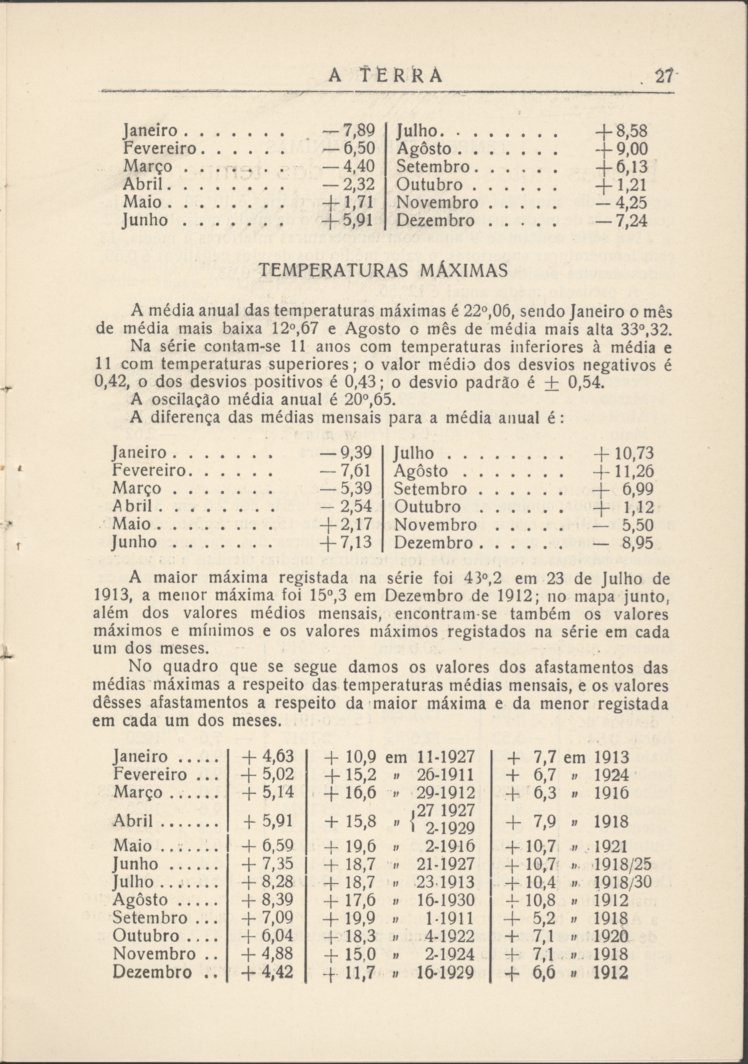 A TERRA 27
Janeiro . . . . . . . — 7,89 | Julho. . . . . . . . . + 8,58
Fevereiro . . . . . . — 6,50 | Agôsto . . . . . . . + 9,00
Março . . . . . . . — 4,40 | Setembro . . . . . . + 6,13
Abril . . . . . . . . — 2,32 | Outubro . . . . . . + 1,21
Maio . . . . . . . . + 1,71 | Novembro . . . . . — 4,25
Junho . . . . . . . + 5,91 | Dezembro . . . . . — 7,24
TEMPERATURAS MÁXIMAS
A média anual das temperaturas máximas é 22º,06, sendo Janeiro o mês
de média mais baixa 12º,67 e Agosto o mês de média mais alta 33º,32.
Na série contam-se 11 anos com temperaturas inferiores à média e
11 com temperaturas superiores; o valor médio dos desvios negativos é
0,42, o dos desvios positivos é 0,43; o desvio padrão é ± 0,54.
A oscilação média anual é 20º,65.
A diferença das médias mensais para a média anual é:
Janeiro . . . . . . . — 9,39 | Julho . . . . . . . . + 10,73
Fevereiro. . . . . . — 7,61 | Agôsto . . . . . . . + 11,26
Março . . . . . . . — 5,39 | Setembro . . . . . . + 6,99
Abril . . . . . . . . — 2,54 | Outubro . . . . . . + 1,12
Maio . . . . . . . . + 2,17 | Novembro . . . . . — 5,50
Junho . . . . . . . + 7,13 | Dezembro . . . . . . — 8,95
A maior máxima registada na série foi 43º,2 em 23 de Julho de
1913, a menor máxima foi 15º,3 em Dezembro de 1912; no mapa junto,
além dos valores médios mensais, encontram-se também os valores
máximos e mínimos e os valores máximos registados na série em cada
um dos meses.
No quadro que se segue damos os valores dos afastamentos das
médias máximas a respeito das temperaturas médias mensais, e os valores
dêsses afastamentos a respeito da maior máxima e da menor registada
em cada um dos meses.
Janeiro ..... | + 4,63 | + 10,9 em 11-1927 | + 7,7 em 1913
Fevereiro ... | + 5,02 | + 15,2 » 26-1911 | + 6,7 » 1924
Março ...... | + 5,14 | + 16,6 » 29-1912 | + 6,3 » 1916
Abril ....... | + 5,91 | + 15,8 » {27 1927 | + 7,9 » 1918
2-1929
Maio ....... | + 6,59 | + 19,6 » 2-1916 | + 10,7 » 1921
Junho ...... | + 7,35 | + 18,7 » 21-1927 | + 10,7 » 1918/25
Julho ....... | + 8,28 | + 18,7 » 23 1913 | + 10,4 » 1918/30
Agôsto ..... | + 8,39 | + 17,6 » 16-1930 | + 10,8 » 1912
Setembro ... | + 7,09 | + 19,9 » 1-1911 | + 5,2 » 1918
Outubro .... | + 6,04 | + 18,3 » 4-1922 | + 7,1 » 1920
Novembro .. | + 4,88 | + 15,0 » 2-1924 | + 7,1 » 1918
Dezembro .. | + 4,42 | + 11,7 » 16-1929 | + 6,6 » 1912